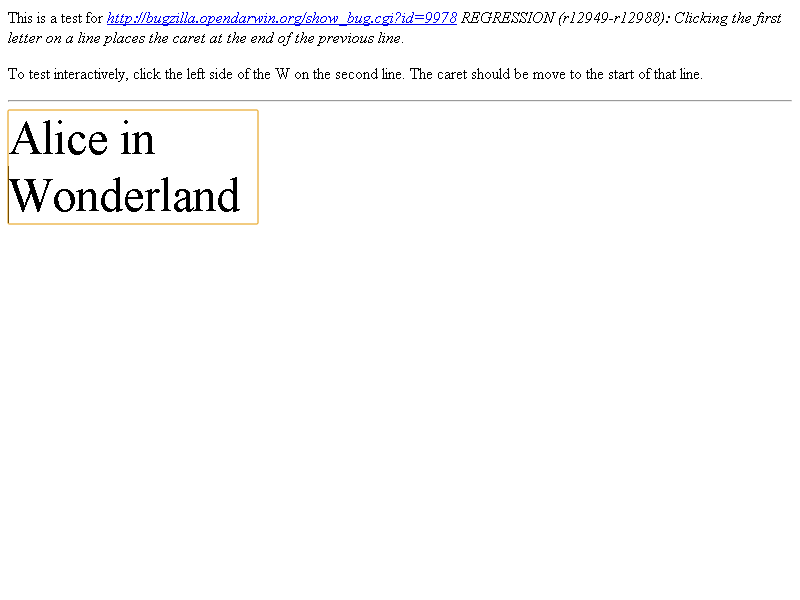 This is a test for http://bugzilla.opendarwin.org/show_bug.cgi?id=9978 REGRESSION (r12949-r12988): Clicking the first
letter on a line places the caret at the end of the previous line.
To test interactively, click the left side of the W on the second line. The caret should be move to the start of that line.
Alice in
Wonderland